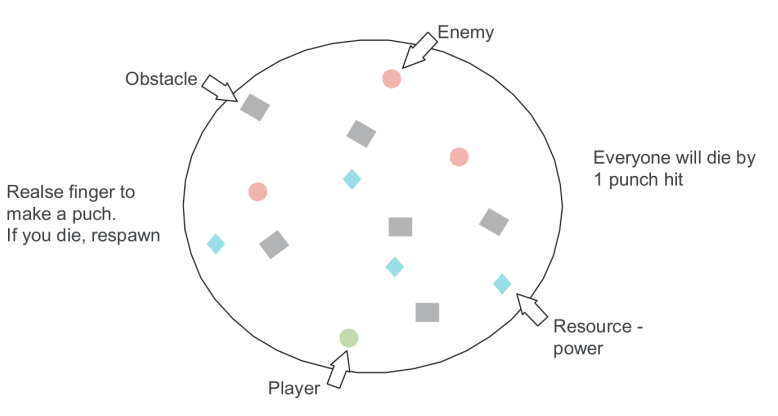 Enemy
Obstacle
Everyone will die by
1 punch hit
Realse finger to
make a puch.
If you die, respawn
Resource -
power
Player